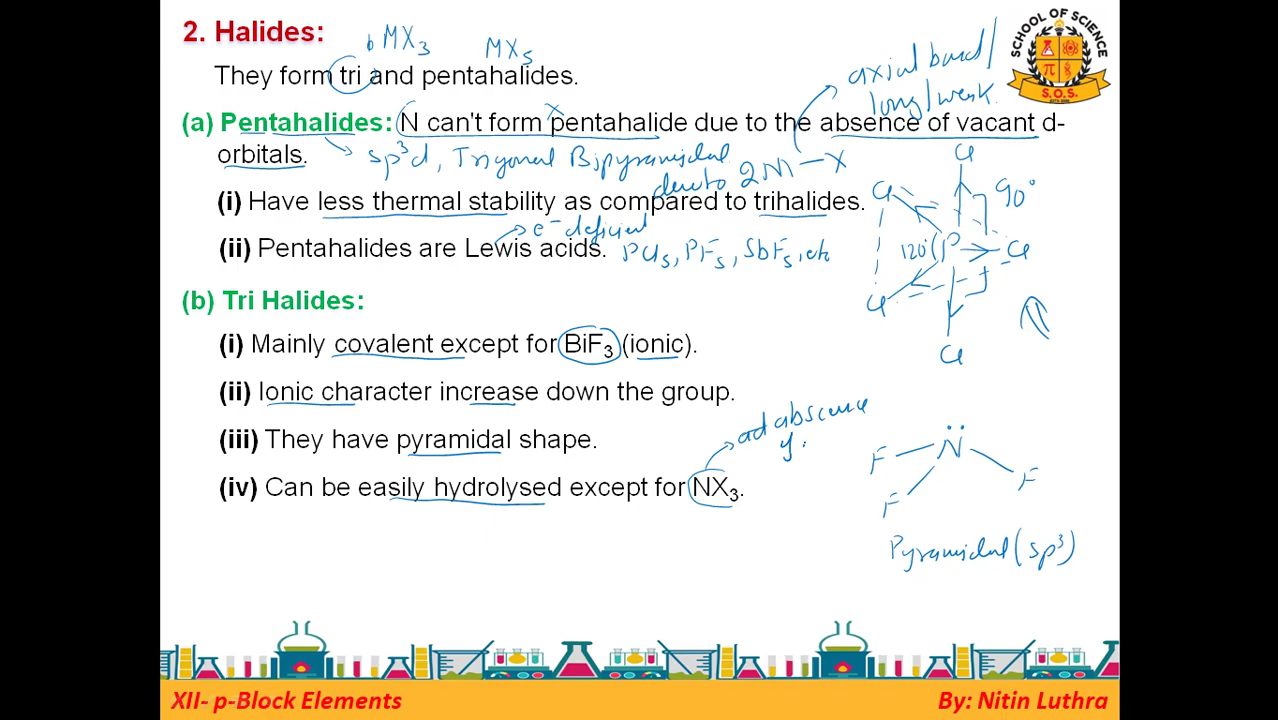 2. Halides:
MX3 MX5
They form tri and pentahalides.
axial bond/
long/weak.
(a) Pentahalides: N can't form pentahalide due to the absence of vacant d-
orbitals.
sp³d, Trigonal Bipyramidal
due to 2M-X
(i) Have less thermal stability as compared to trihalides.
e⁻ deficient
(ii) Pentahalides are Lewis acids. PCl5, PF5, SbF5, etc
Cl
Cl 90°
120° P Cl
Cl
Cl
(b) Tri Halides:
(i) Mainly covalent except for BiF₃ (ionic).
(ii) Ionic character increase down the group.
absence
(iii) They have pyramidal shape.
(iv) Can be easily hydrolysed except for NX₃.
N
F F
F
Pyramidal (sp³)
SCHOOL OF SCIENCE
π
S.O.S.
XII- p-Block Elements
By: Nitin Luthra